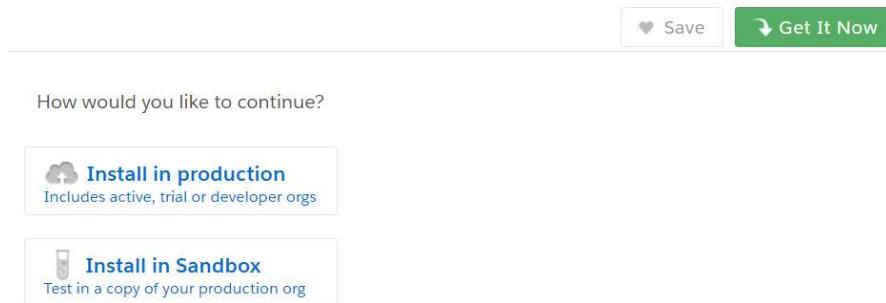 Save
Get It Now
How would you like to continue?
Install in production
Includes active, trial or developer orgs
Install in Sandbox
Test in a copy of your production org